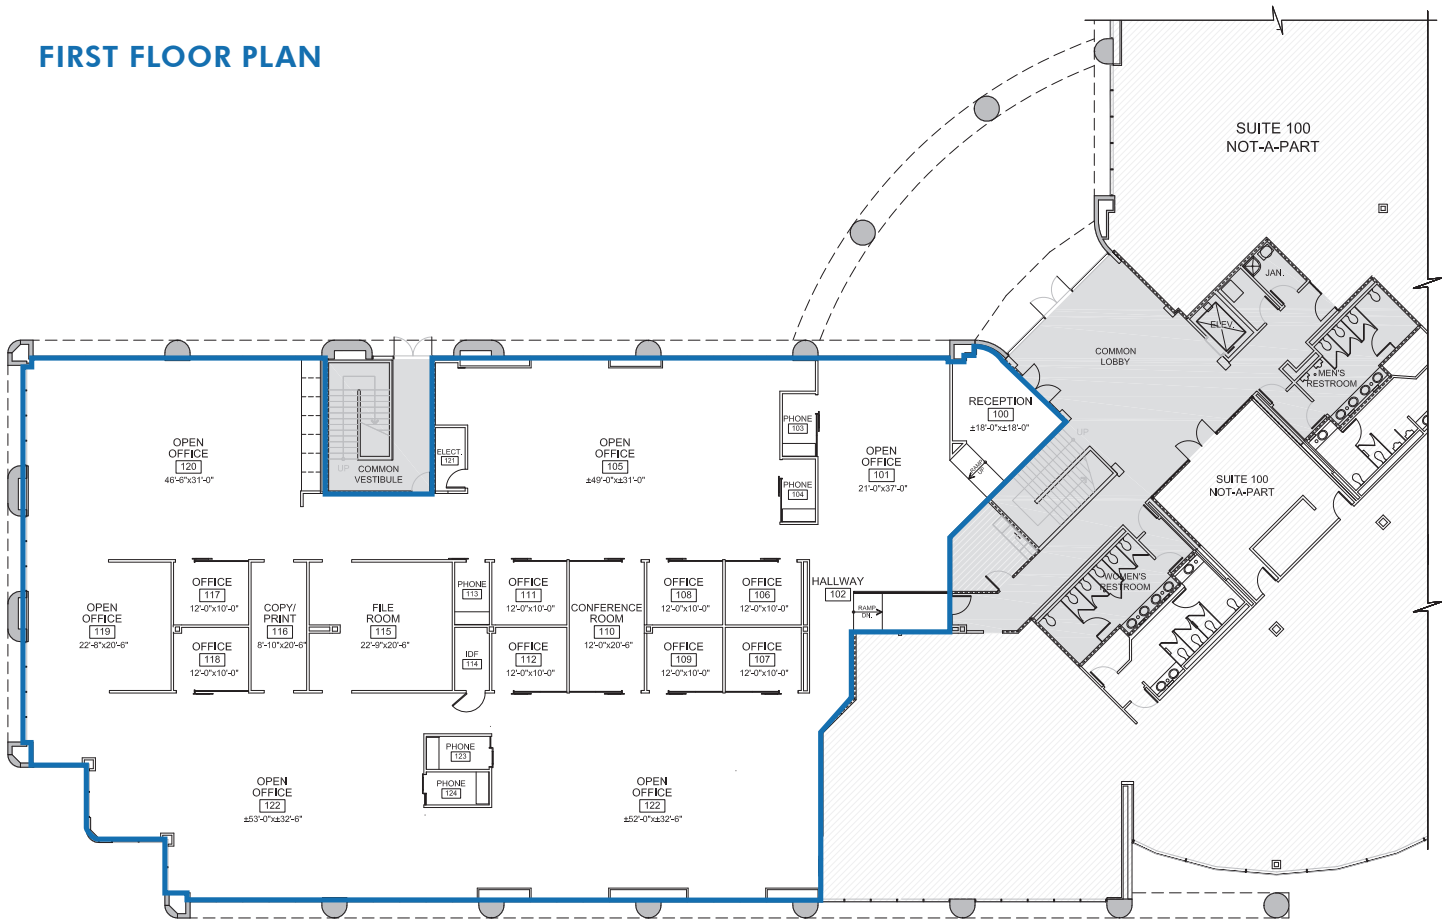 FIRST FLOOR PLAN
SUITE 100
NOT-A-PART
JAN.
ELEV.
COMMON
LOBBY
MEN'S
RESTROOM
RECEPTION
100
±18'-0"x±18'-0"
UP
PHONE
103
OPEN
OFFICE
120
46'-6"x31'-0"
UP
COMMON
VESTIBULE
ELECT.
121
OPEN
OFFICE
105
±49'-0"x±31'-0"
PHONE
104
OPEN
OFFICE
101
21'-0"x37'-0"
RAMP
UP
SUITE 100
NOT-A-PART
WOMEN'S
RESTROOM
OPEN
OFFICE
119
22'-8"x20'-6"
OFFICE
117
12'-0"x10'-0"
OFFICE
118
12'-0"x10'-0"
COPY/
PRINT
116
8'-10"x20'-6"
FILE
ROOM
115
22'-9"x20'-6"
PHONE
113
IDF
114
OFFICE
111
12'-0"x10'-0"
OFFICE
112
12'-0"x10'-0"
CONFERENCE
ROOM
110
12'-0"x20'-6"
OFFICE
108
12'-0"x10'-0"
OFFICE
109
12'-0"x10'-0"
OFFICE
106
12'-0"x10'-0"
OFFICE
107
12'-0"x10'-0"
HALLWAY
102
RAMP
DN.
PHONE
123
PHONE
124
OPEN
OFFICE
122
±53'-0"x±32'-6"
OPEN
OFFICE
122
±52'-0"x±32'-6"